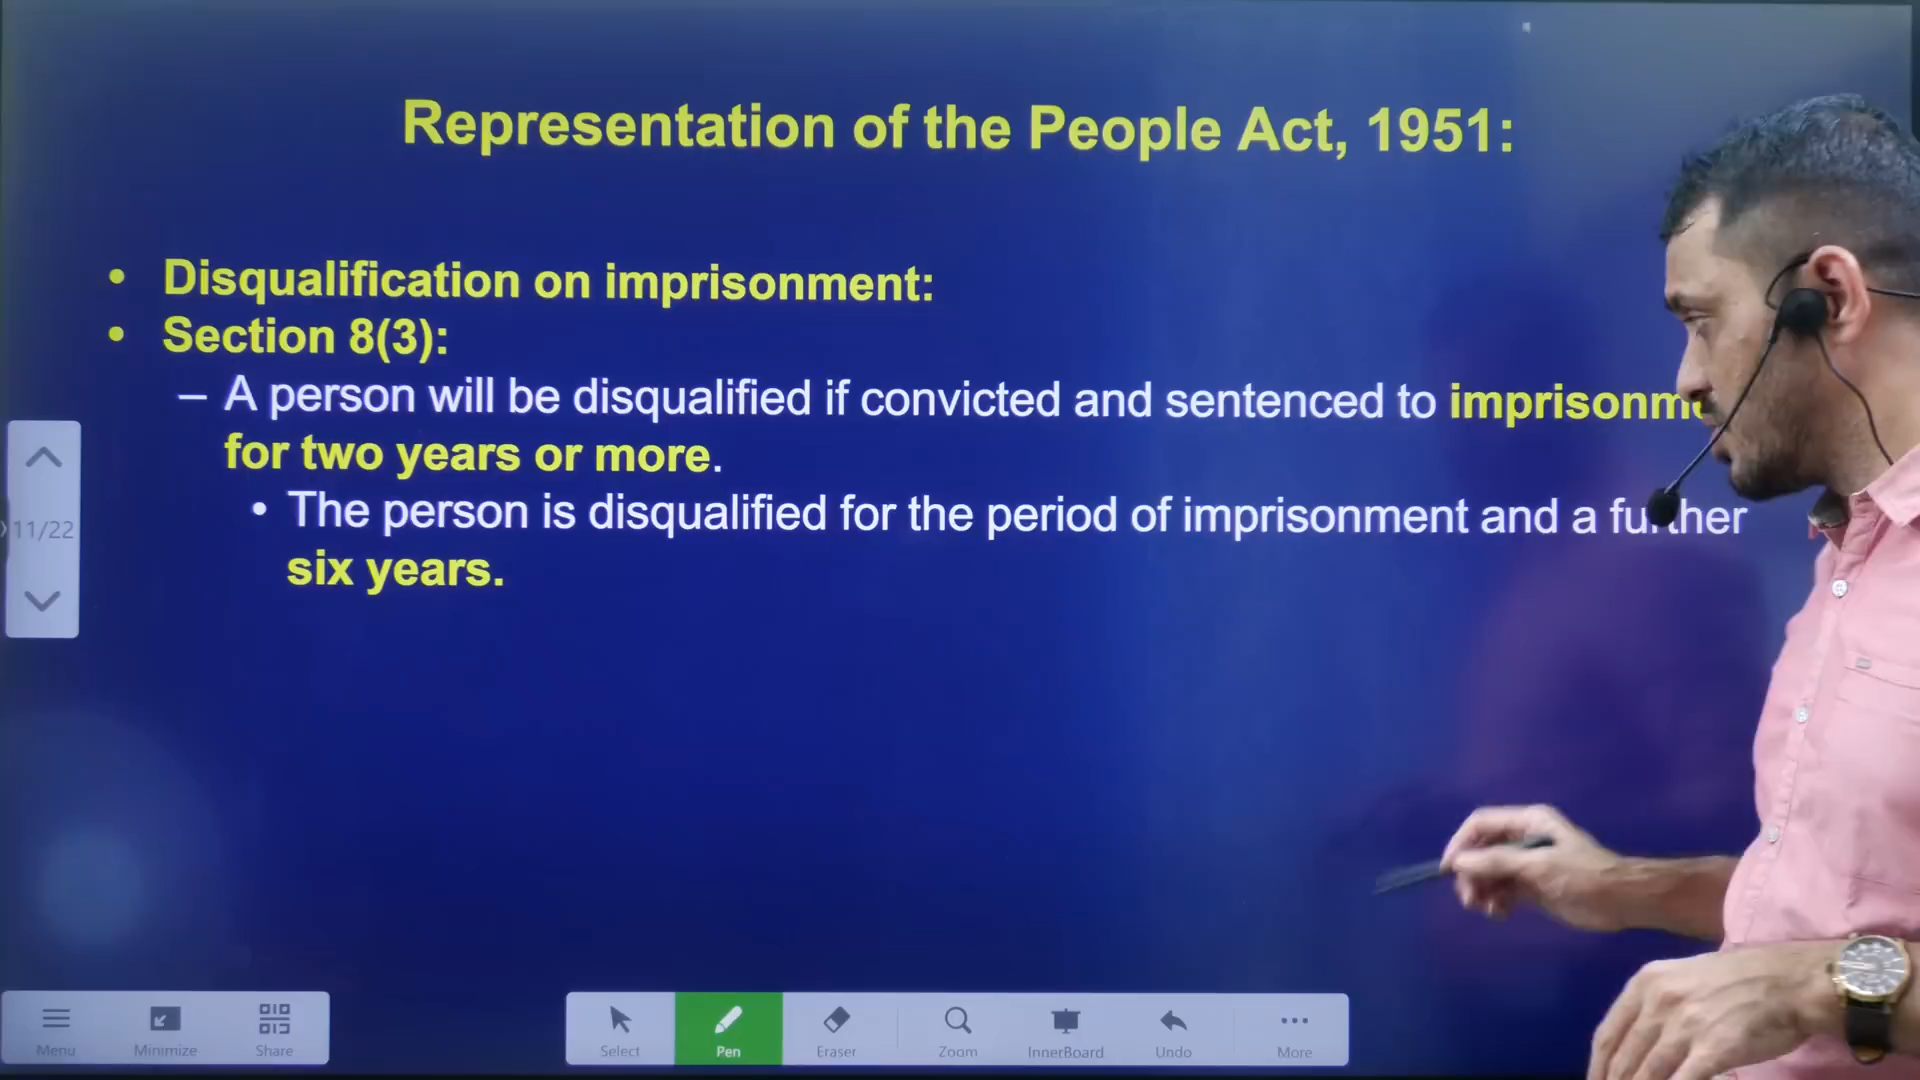 Representation of the People Act, 1951:
• Disqualification on imprisonment:
• Section 8(3):
– A person will be disqualified if convicted and sentenced to
for two years or more.
• The person is disqualified for the period of imprisonment and a further
six years.
11/22
Menu Minimize Share
Select Pen Eraser Zoom InnerBoard Undo More